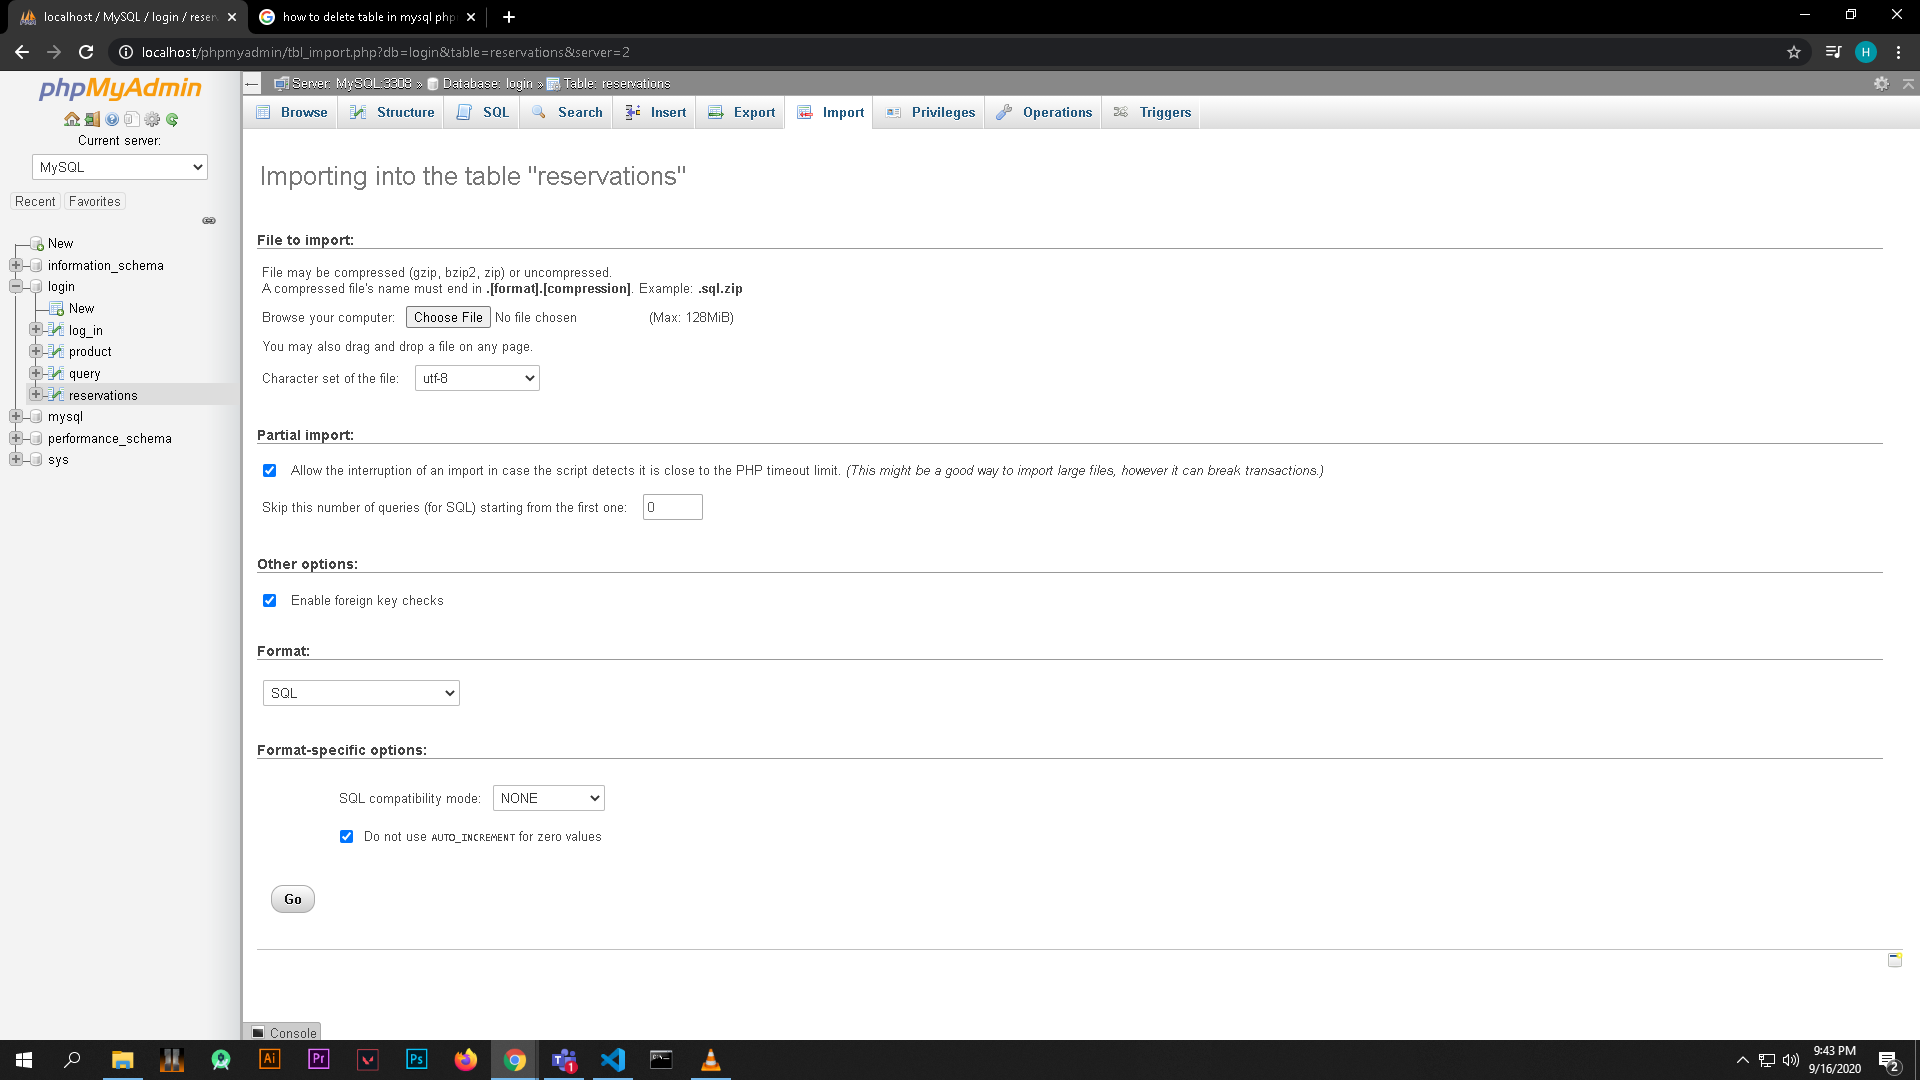 localhost / MySQL / login / reser
how to delete table in mysql php
localhost/phpmyadmin/tbl_import.php?db=login&table=reservations&server=2
H
phpMyAdmin
Current server:
MySQL
Recent
Favorites
New
information_schema
login
New
log_in
product
query
reservations
mysql
performance_schema
sys
Server: MySQL:3308 » Database: login » Table: reservations
Browse
Structure
SQL
Search
Insert
Export
Import
Privileges
Operations
Triggers
Importing into the table "reservations"
File to import:
File may be compressed (gzip, bzip2, zip) or uncompressed.
A compressed file's name must end in .[format].[compression]. Example: .sql.zip
Browse your computer: Choose File No file chosen (Max: 128MiB)
You may also drag and drop a file on any page.
Character set of the file: utf-8
Partial import:
Allow the interruption of an import in case the script detects it is close to the PHP timeout limit. (This might be a good way to import large files, however it can break transactions.)
Skip this number of queries (for SQL) starting from the first one: 0
Other options:
Enable foreign key checks
Format:
SQL
Format-specific options:
SQL compatibility mode: NONE
Do not use AUTO_INCREMENT for zero values
Go
Console
Ai
Pr
Ps
T
1
9:43 PM
9/16/2020
2